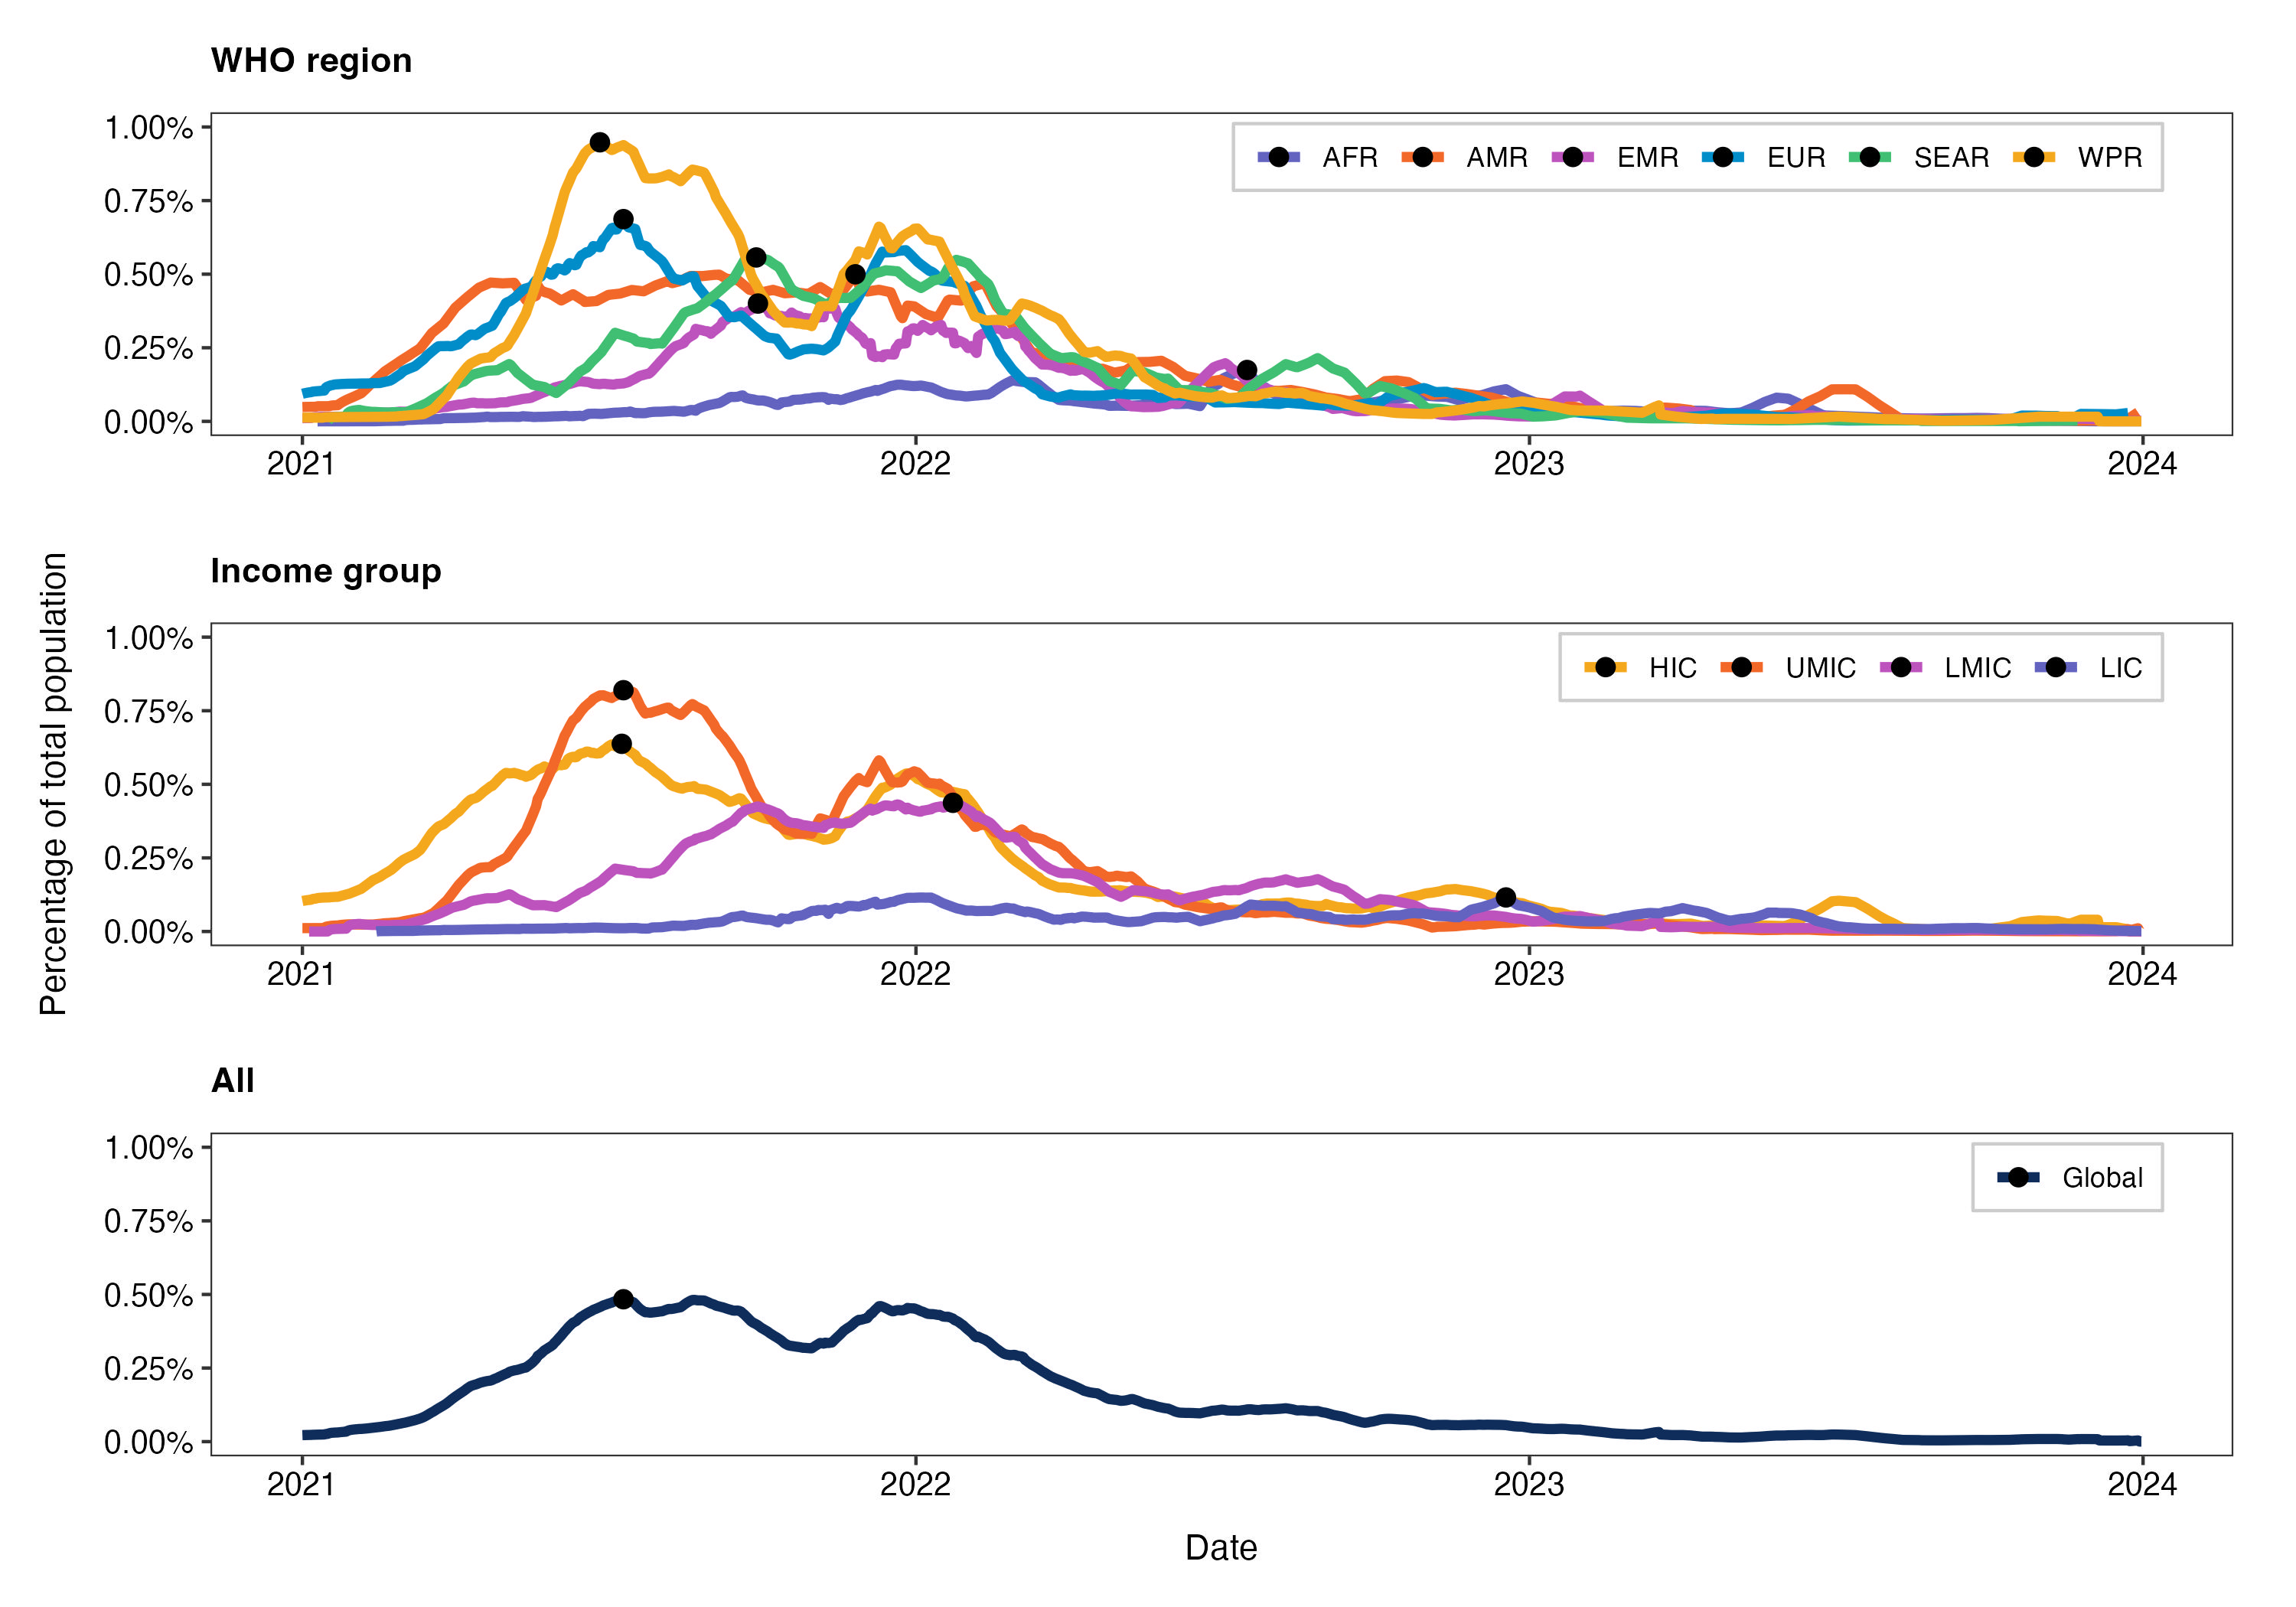 WHO region
1.00%
0.75%
0.50%
0.25%
0.00%
AFR AMR EMR EUR SEAR WPR
2021 2022 2023 2024
Percentage of total population
Income group
1.00%
0.75%
0.50%
0.25%
0.00%
HIC UMIC LMIC LIC
2021 2022 2023 2024
All
1.00%
0.75%
0.50%
0.25%
0.00%
Global
2021 2022 2023 2024
Date